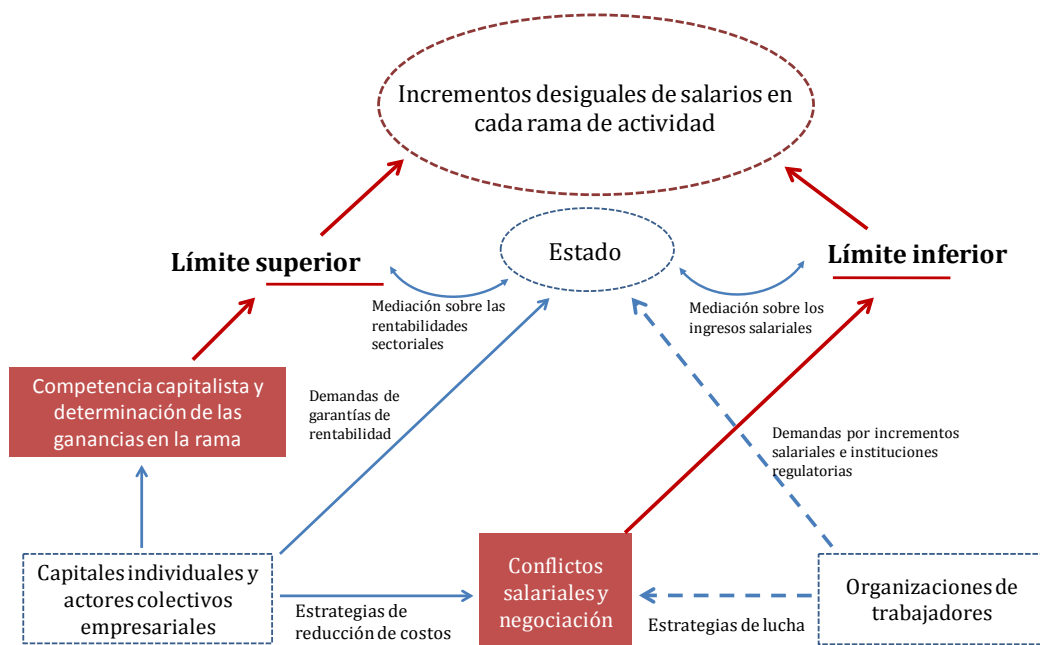 Incrementos desiguales de salarios en
cada rama de actividad
Estado
Límite superior
Límite inferior
Mediación sobre las
rentabilidades
sectoriales
Mediación sobre los
ingresos salariales
Competencia capitalista y
determinación de las
ganancias en la rama
Demandas de
garantías de
rentabilidad
Demandas por incrementos
salariales e instituciones
regulatorias
Capitales individuales y
actores colectivos
empresariales
Estrategias de
reducción de costos
Conflictos
salariales y
negociación
Estrategias de lucha
Organizaciones de
trabajadores